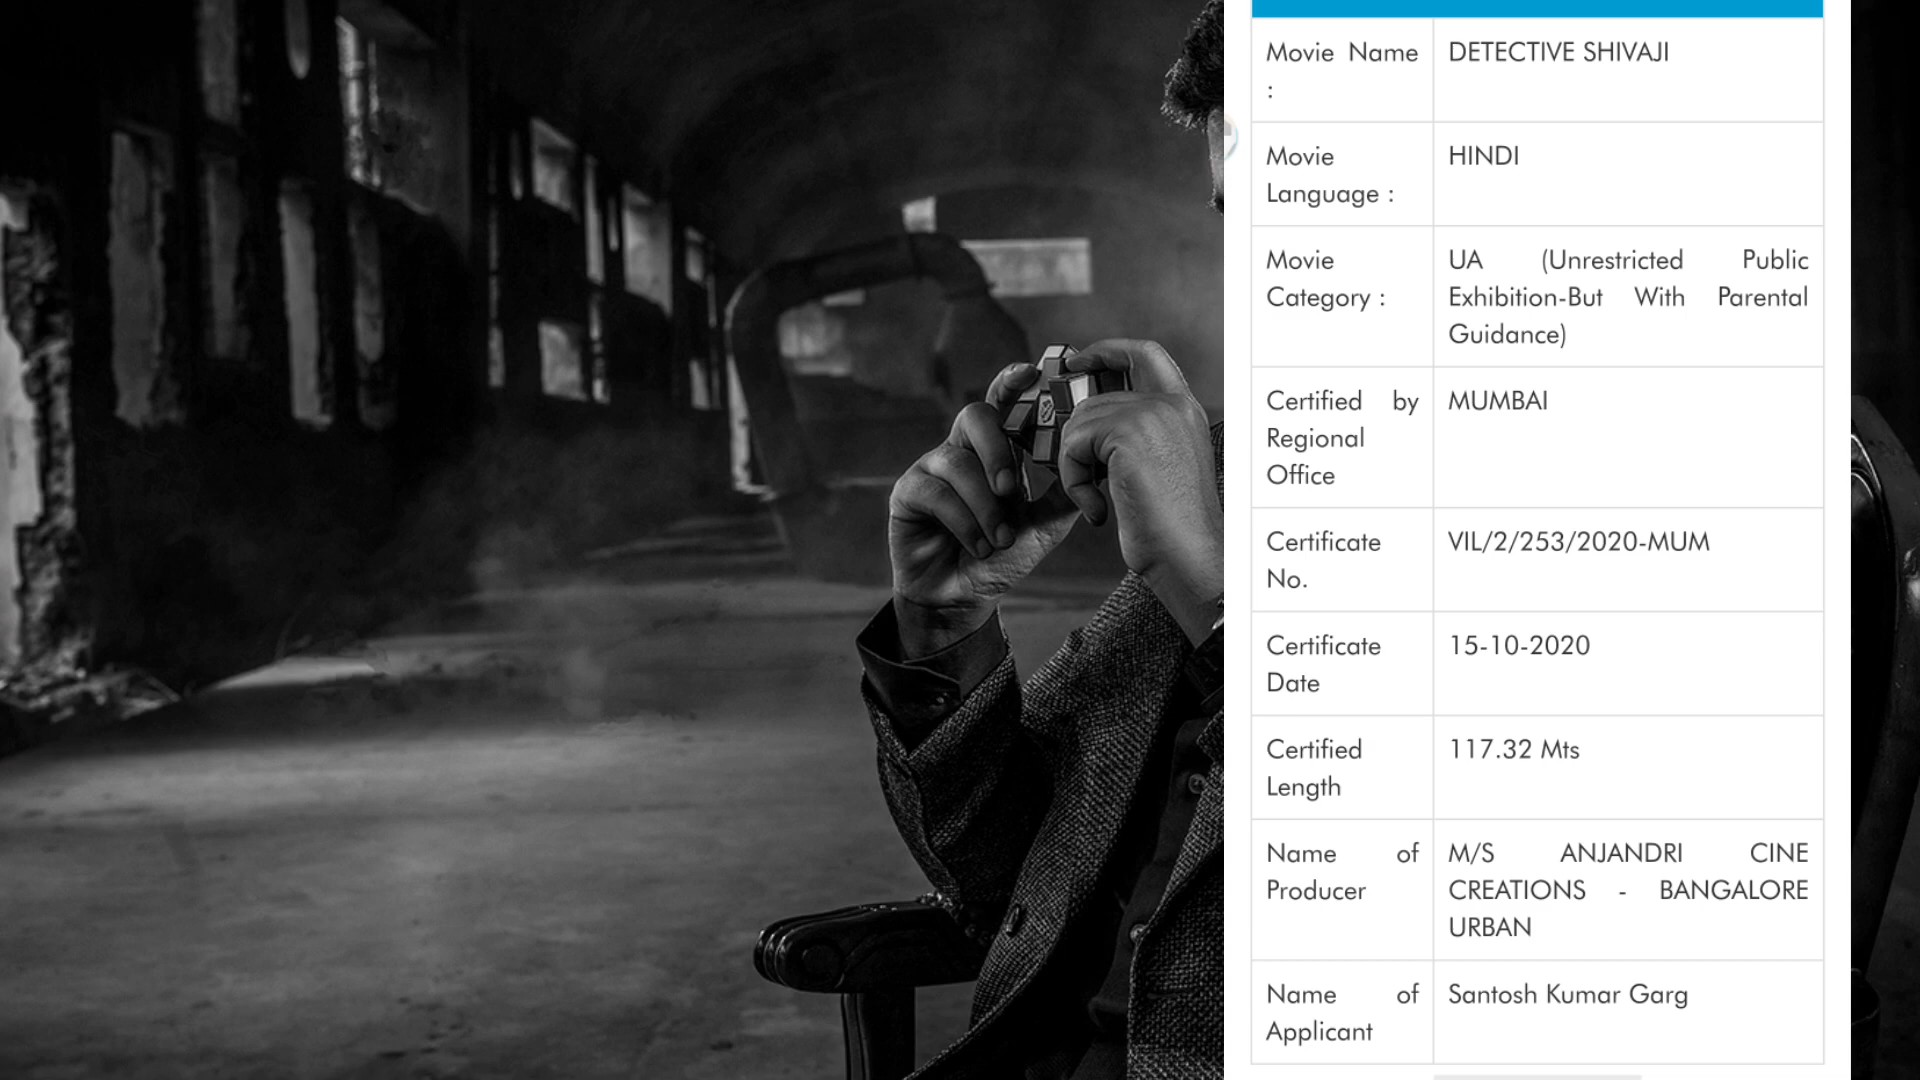 Movie Name
:
DETECTIVE SHIVAJI
Movie
Language :
HINDI
Movie
Category :
UA (Unrestricted Public
Exhibition-But With Parental
Guidance)
Certified by
Regional
Office
MUMBAI
Certificate
No.
VIL/2/253/2020-MUM
Certificate
Date
15-10-2020
Certified
Length
117.32 Mts
Name of
Producer
M/S ANJANDRI CINE
CREATIONS - BANGALORE
URBAN
Name of
Applicant
Santosh Kumar Garg